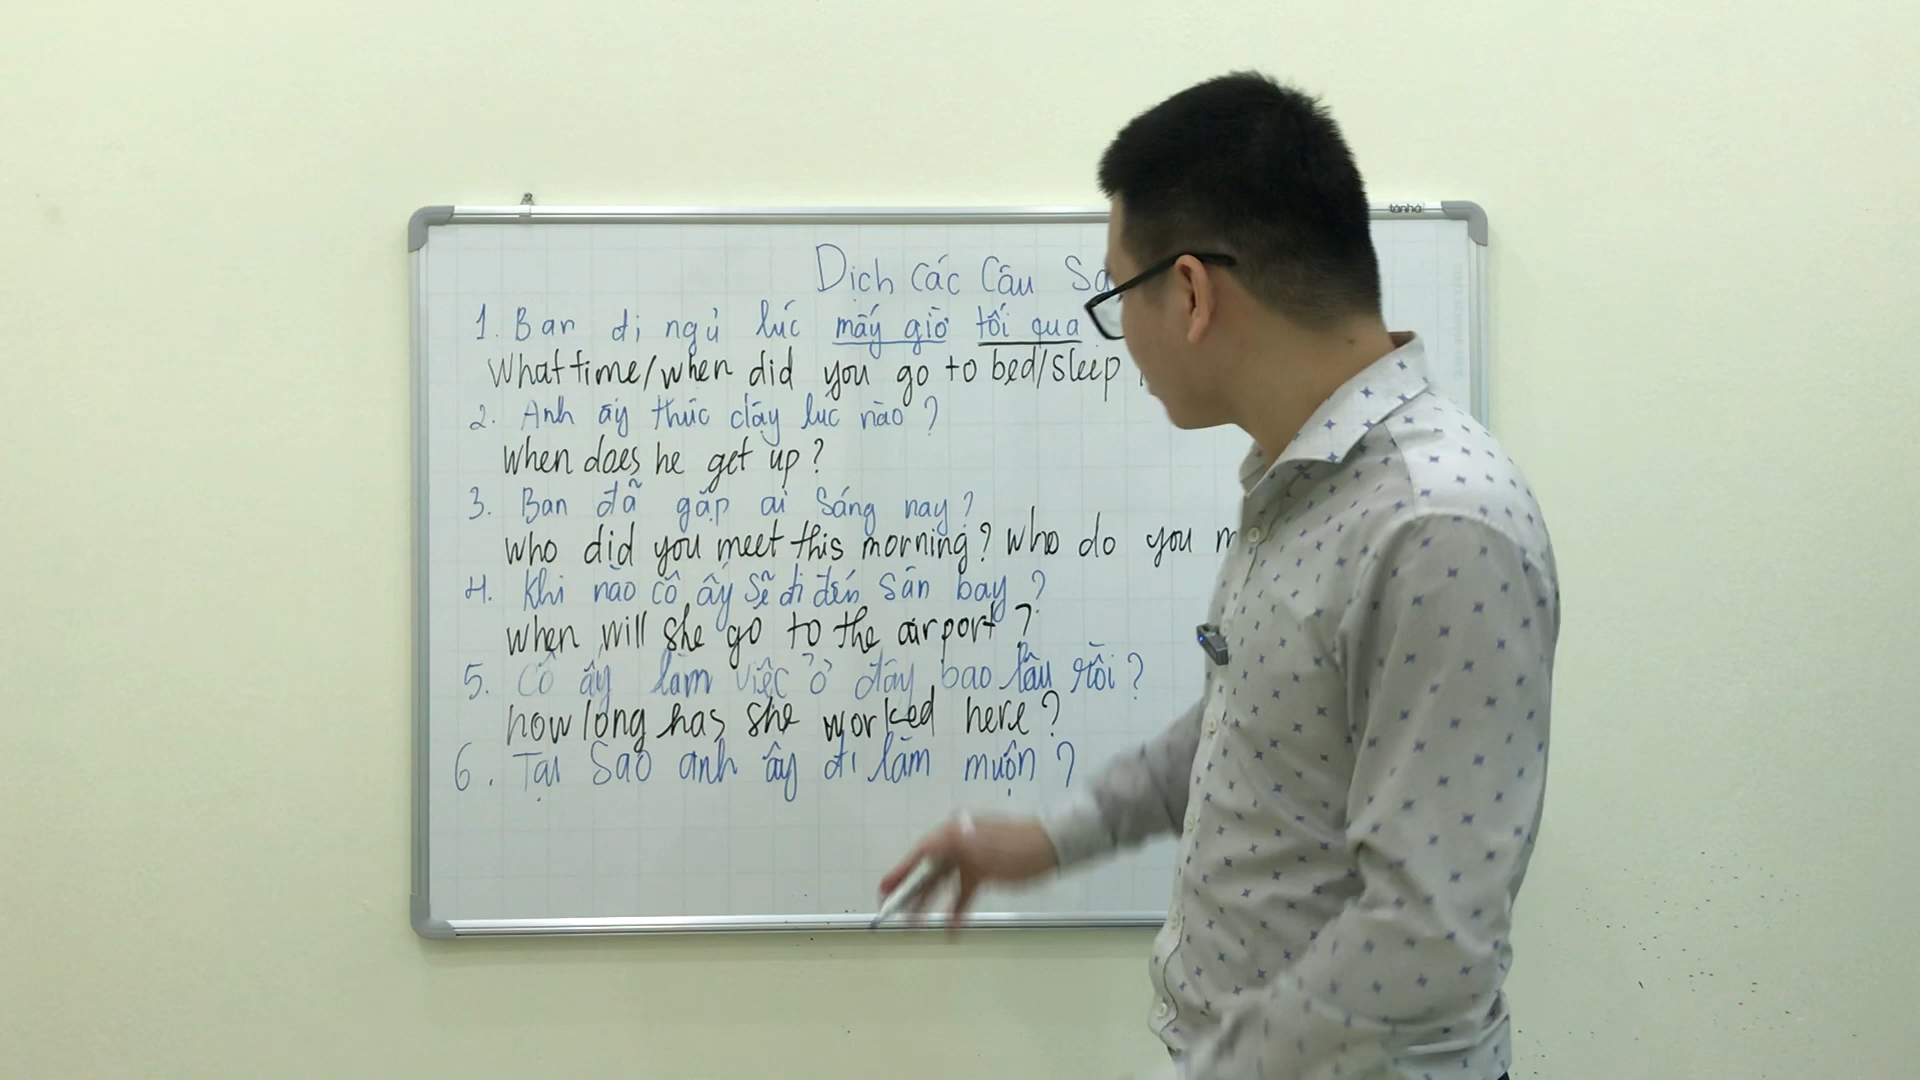 tànhà
Dịch các câu Sa
1. Bạn đi ngủ lúc mấy giờ tối qua
What time/when did you go to bed/sleep
2. Anh ấy thức dậy lúc nào?
When does he get up?
3. Bạn đã gặp ai Sáng nay?
who did you meet this morning? who do you m
4. Khi nào cô ấy Sẽ đi đến Sân bay?
when will she go to the airport?
5. Cô ấy làm việc ở đây bao lâu rồi?
how long has she worked here?
6. Tại Sao anh ấy đi làm muộn?